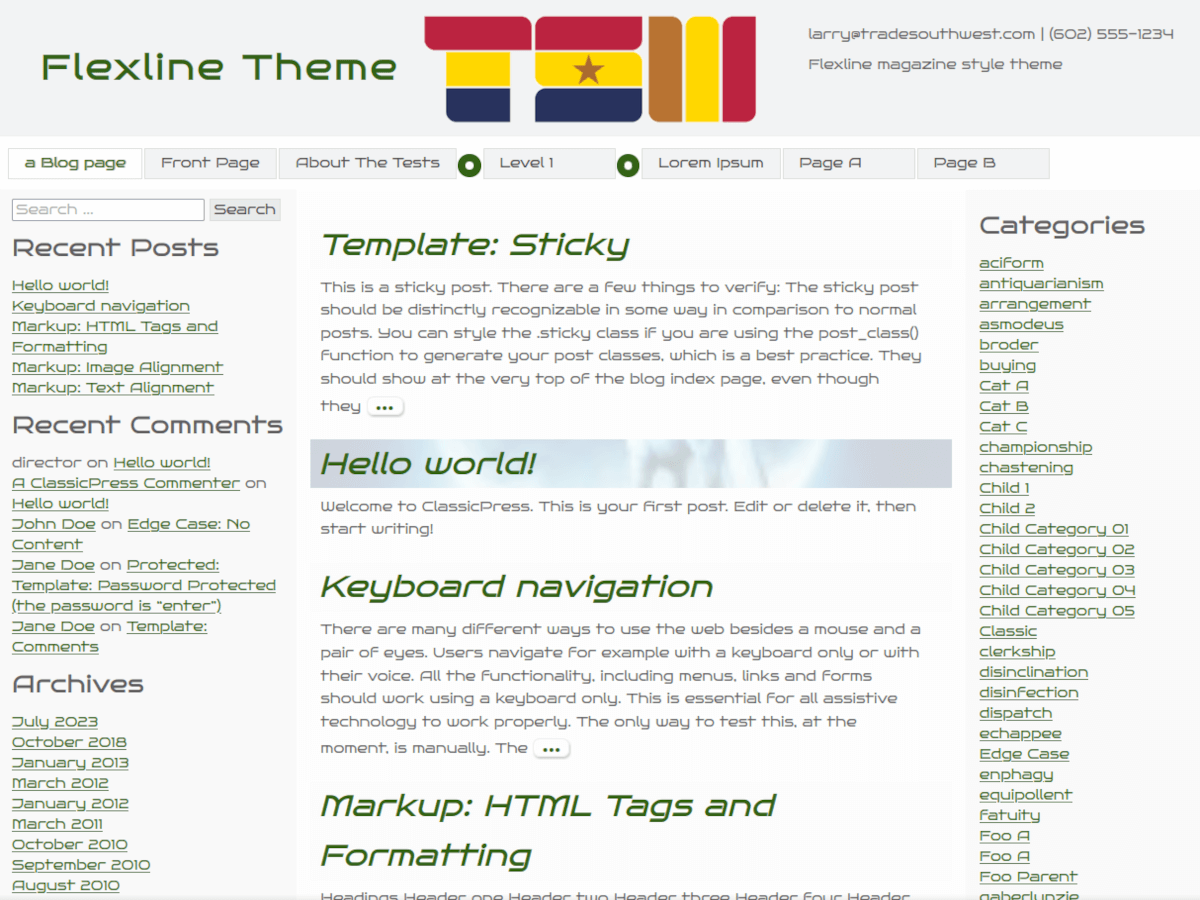 Flexline Theme
TSW
larry@tradesouthwest.com | (602) 555-1234
Flexline magazine style theme
a Blog page
Front Page
About The Tests
Level 1
Lorem Ipsum
Page A
Page B
Search ...
Search
Recent Posts
Hello world!
Keyboard navigation
Markup: HTML Tags and
Formatting
Markup: Image Alignment
Markup: Text Alignment
Recent Comments
director on Hello world!
A ClassicPress Commenter on
Hello world!
John Doe on Edge Case: No
Content
Jane Doe on Protected:
Template: Password Protected
(the password is “enter”)
Jane Doe on Template:
Comments
Archives
July 2023
October 2018
January 2013
March 2012
January 2012
March 2011
October 2010
September 2010
August 2010
Template: Sticky
This is a sticky post. There are a few things to verify: The sticky post
should be distinctly recognizable in some way in comparison to normal
posts. You can style the .sticky class if you are using the post_class()
function to generate your post classes, which is a best practice. They
should show at the very top of the blog index page, even though
they •••
Hello world!
Welcome to ClassicPress. This is your first post. Edit or delete it, then
start writing!
Keyboard navigation
There are many different ways to use the web besides a mouse and a
pair of eyes. Users navigate for example with a keyboard only or with
their voice. All the functionality, including menus, links and forms
should work using a keyboard only. This is essential for all assistive
technology to work properly. The only way to test this, at the
moment, is manually. The •••
Markup: HTML Tags and
Formatting
Headings Header one Header two Header three Header four Header
Categories
aciform
antiquarianism
arrangement
asmodeus
broder
buying
Cat A
Cat B
Cat C
championship
chastening
Child 1
Child 2
Child Category 01
Child Category 02
Child Category 03
Child Category 04
Child Category 05
Classic
clerkship
disinclination
disinfection
dispatch
echappee
Edge Case
enphagy
equipollent
fatuity
Foo A
Foo A
Foo Parent
gaberlunzie